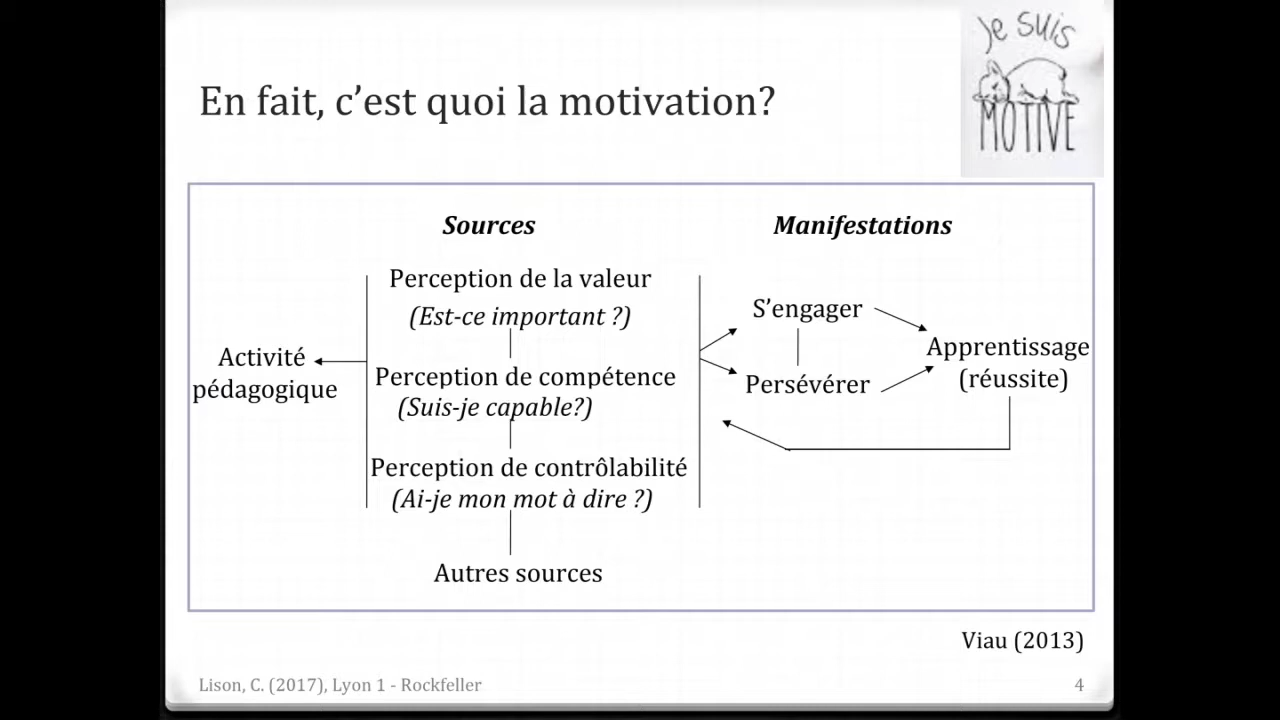 Je suis
MOTIVÉ
En fait, c’est quoi la motivation?
Sources
Manifestations
Perception de la valeur
(Est-ce important ?)
S’engager
Activité
pédagogique
Perception de compétence
(Suis-je capable?)
Persévérer
Apprentissage
(réussite)
Perception de contrôlabilité
(Ai-je mon mot à dire ?)
Autres sources
Viau (2013)
Lison, C. (2017), Lyon 1 - Rockfeller
4